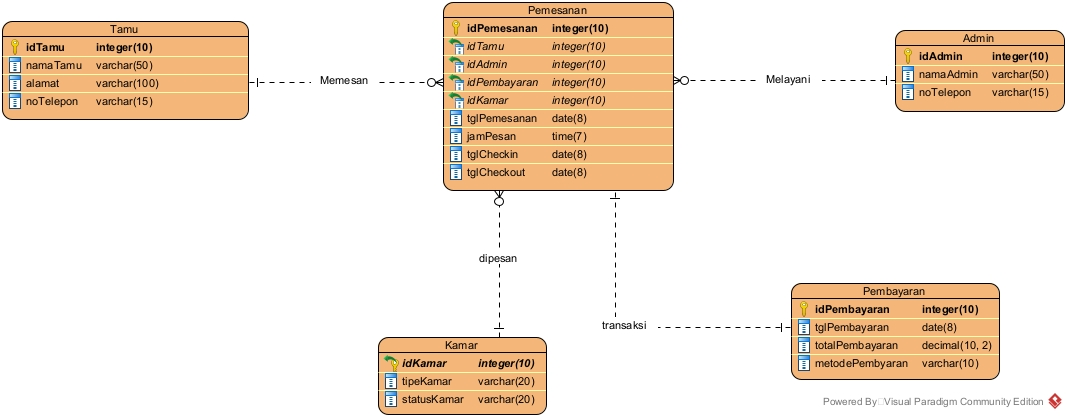 Tamu
idTamu integer(10)
namaTamu varchar(50)
alamat varchar(100)
noTelepon varchar(15)
Memesan
Pemesanan
idPemesanan integer(10)
idTamu integer(10)
idAdmin integer(10)
idPembayaran integer(10)
idKamar integer(10)
tglPemesanan date(8)
jamPesan time(7)
tglCheckin date(8)
tglCheckout date(8)
Melayani
Admin
idAdmin integer(10)
namaAdmin varchar(50)
noTelepon varchar(15)
dipesan
transaksi
Kamar
idKamar integer(10)
tipeKamar varchar(20)
statusKamar varchar(20)
Pembayaran
idPembayaran integer(10)
tglPembayaran date(8)
totalPembayaran decimal(10, 2)
metodePembyaran varchar(10)
Powered By Visual Paradigm Community Edition